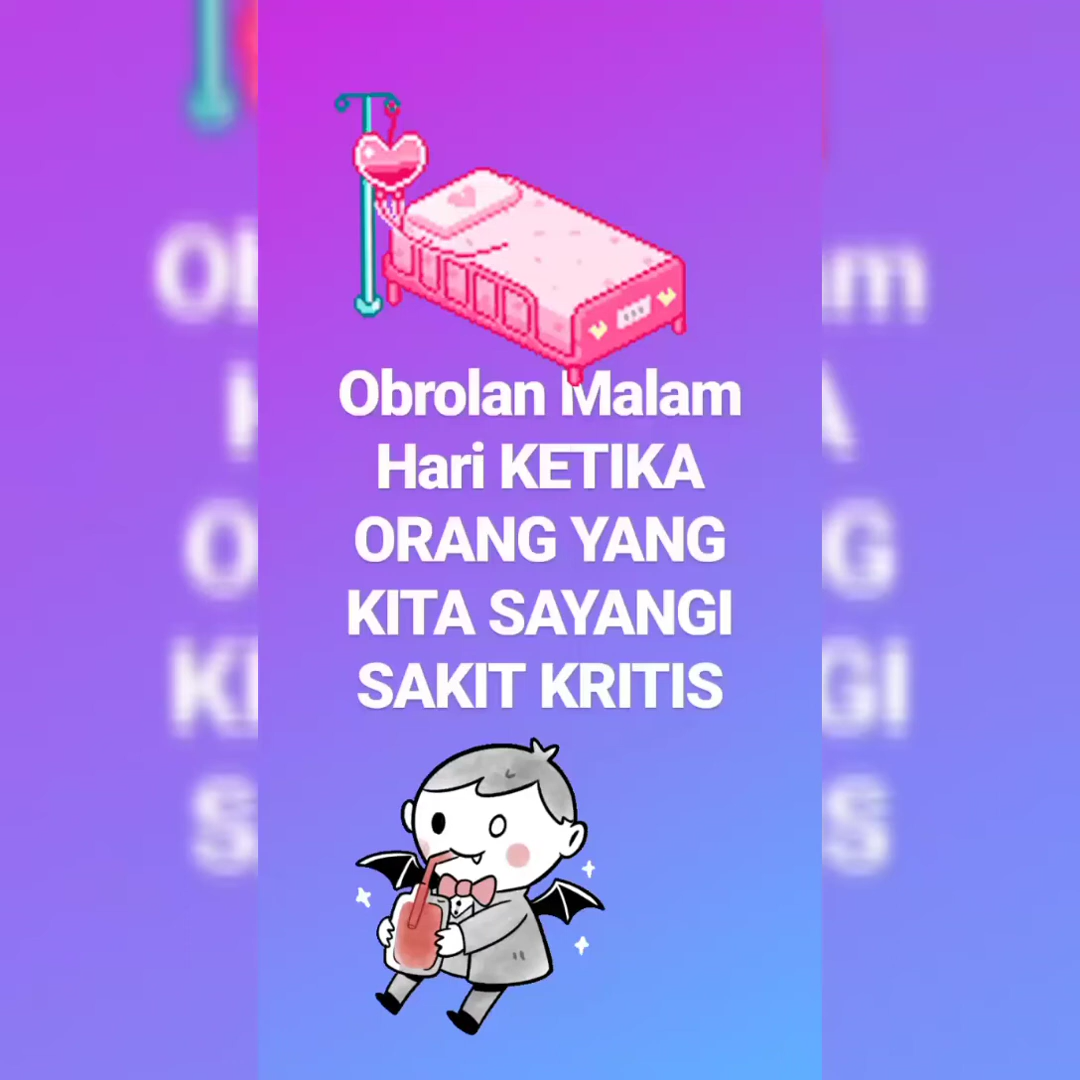 Obrolan Malam
Hari KETIKA
ORANG YANG
KITA SAYANGI
SAKIT KRITIS